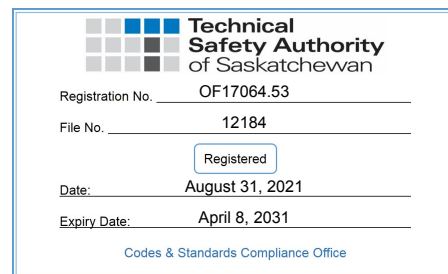 Technical
Safety Authority
of Saskatchewan
Registration No. OF17064.53
File No. 12184
Registered
Date: August 31, 2021
Expiry Date: April 8, 2031
Codes & Standards Compliance Office